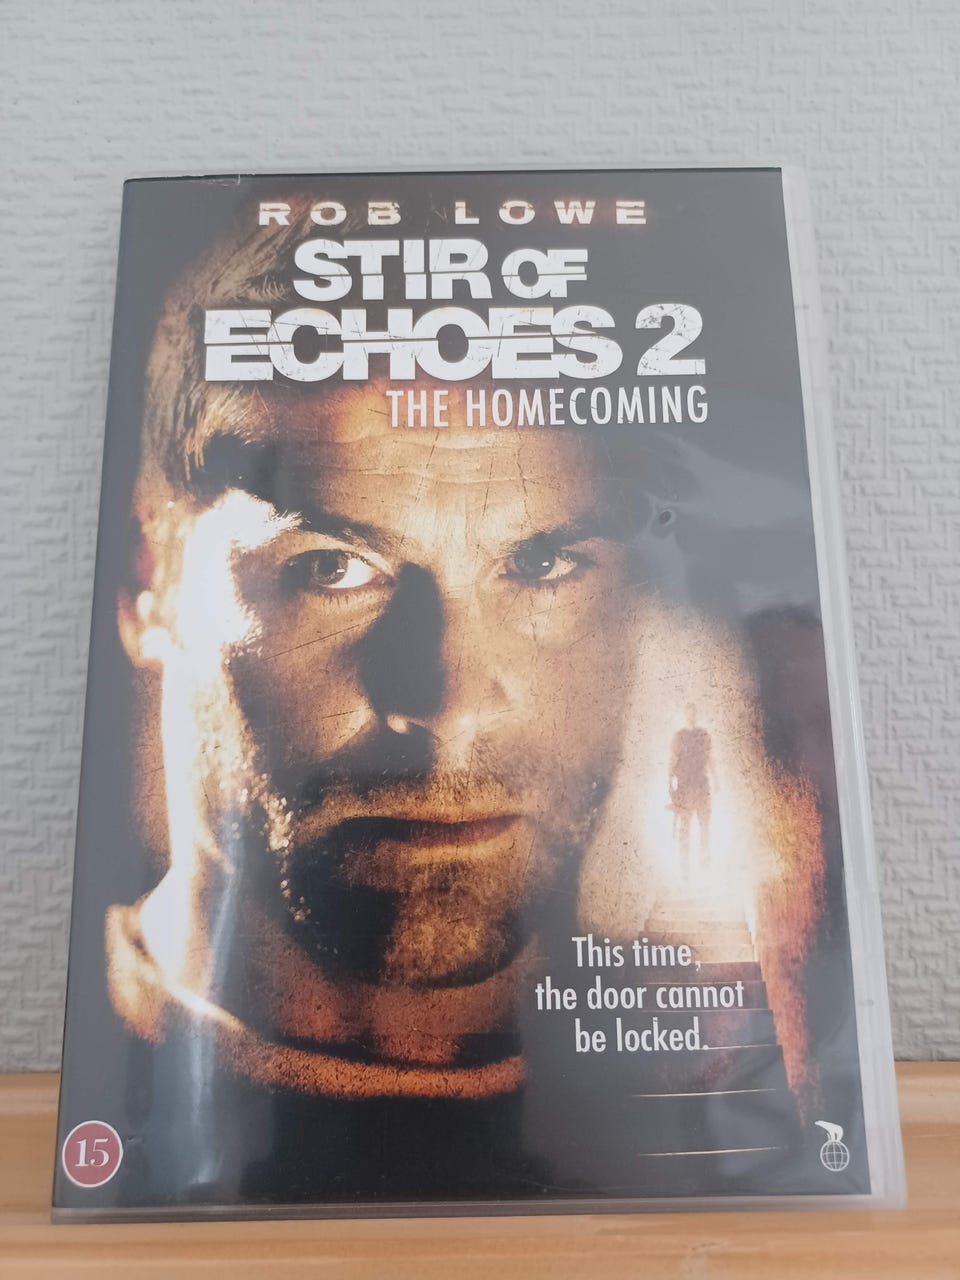 ROB LOWE
STIR OF
ECHOES 2
THE HOMECOMING
This time,
the door cannot
be locked.
15